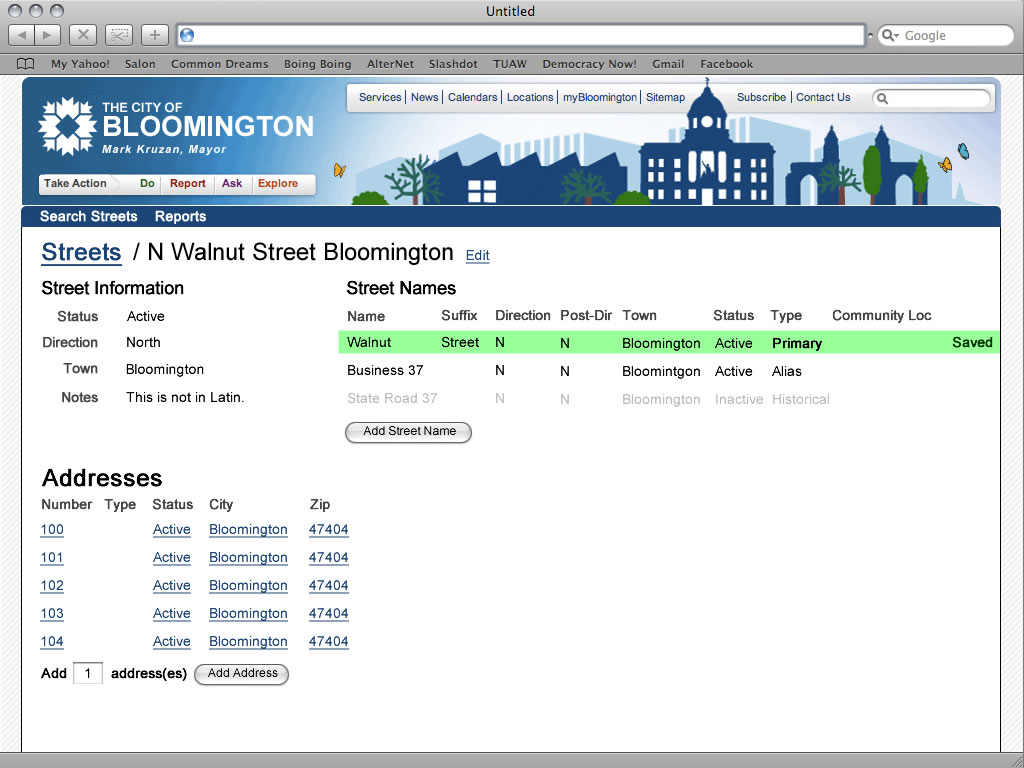 Untitled
Google
My Yahoo! Salon Common Dreams Boing Boing AlterNet Slashdot TUAW Democracy Now! Gmail Facebook
Services News Calendars Locations myBloomington Sitemap Subscribe Contact Us
THE CITY OF
BLOOMINGTON
Mark Kruzan, Mayor
Take Action Do Report Ask Explore
Search Streets Reports
Streets / N Walnut Street Bloomington Edit
Street Information
Status Active
Direction North
Town Bloomington
Notes This is not in Latin.
Street Names
Name Suffix Direction Post-Dir Town Status Type Community Loc
Walnut Street N N Bloomington Active Primary Saved
Business 37 N N Bloomintgon Active Alias
State Road 37 N N Bloomington Inactive Historical
Add Street Name
Addresses
Number Type Status City Zip
100 Active Bloomington 47404
101 Active Bloomington 47404
102 Active Bloomington 47404
103 Active Bloomington 47404
104 Active Bloomington 47404
Add 1 address(es) Add Address